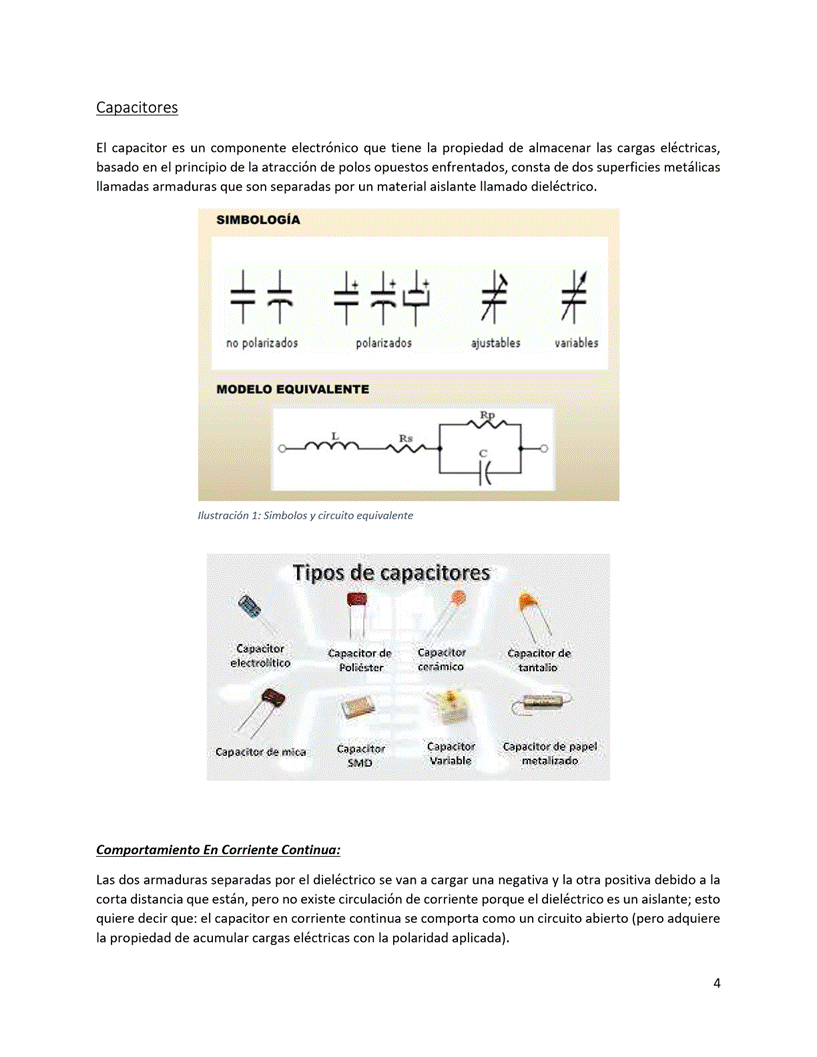 Capacitores
El capacitor es un componente electrónico que tiene la propiedad de almacenar las cargas eléctricas,
basado en el principio de la atracción de polos opuestos enfrentados, consta de dos superficies metálicas
llamadas armaduras que son separadas por un material aislante llamado dieléctrico.
SIMBOLOGÍA
+ + +
no polarizados polarizados ajustables variables
MODELO EQUIVALENTE
L Rs Rp
C
Ilustración 1: Simbolos y circuito equivalente
Tipos de capacitores
Capacitor
electrolítico
Capacitor de
Poliéster
Capacitor
cerámico
Capacitor de
tantalio
Capacitor de mica
Capacitor
SMD
Capacitor
Variable
Capacitor de papel
metalizado
Comportamiento En Corriente Continua:
Las dos armaduras separadas por el dieléctrico se van a cargar una negativa y la otra positiva debido a la
corta distancia que están, pero no existe circulación de corriente porque el dieléctrico es un aislante; esto
quiere decir que: el capacitor en corriente continua se comporta como un circuito abierto (pero adquiere
la propiedad de acumular cargas eléctricas con la polaridad aplicada).
4